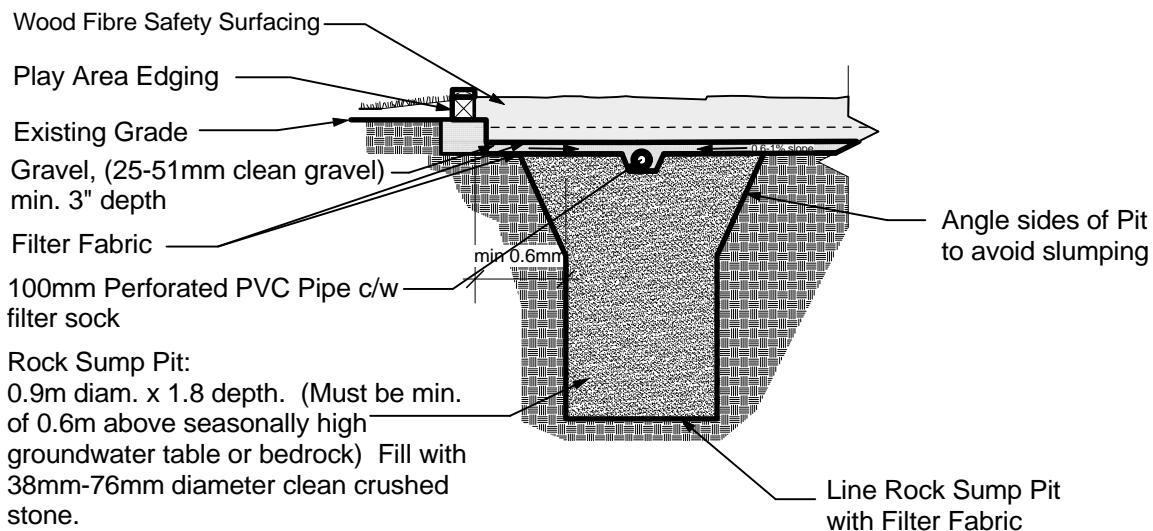 Wood Fibre Safety Surfacing
Play Area Edging
Existing Grade
Gravel, (25-51mm clean gravel)
min. 3" depth
Filter Fabric
100mm Perforated PVC Pipe c/w
filter sock
Rock Sump Pit:
0.9m diam. x 1.8 depth. (Must be min.
of 0.6m above seasonally high
groundwater table or bedrock) Fill with
38mm-76mm diameter clean crushed
stone.
0.6-1% slope
min 0.6mm
Angle sides of Pit
to avoid slumping
Line Rock Sump Pit
with Filter Fabric